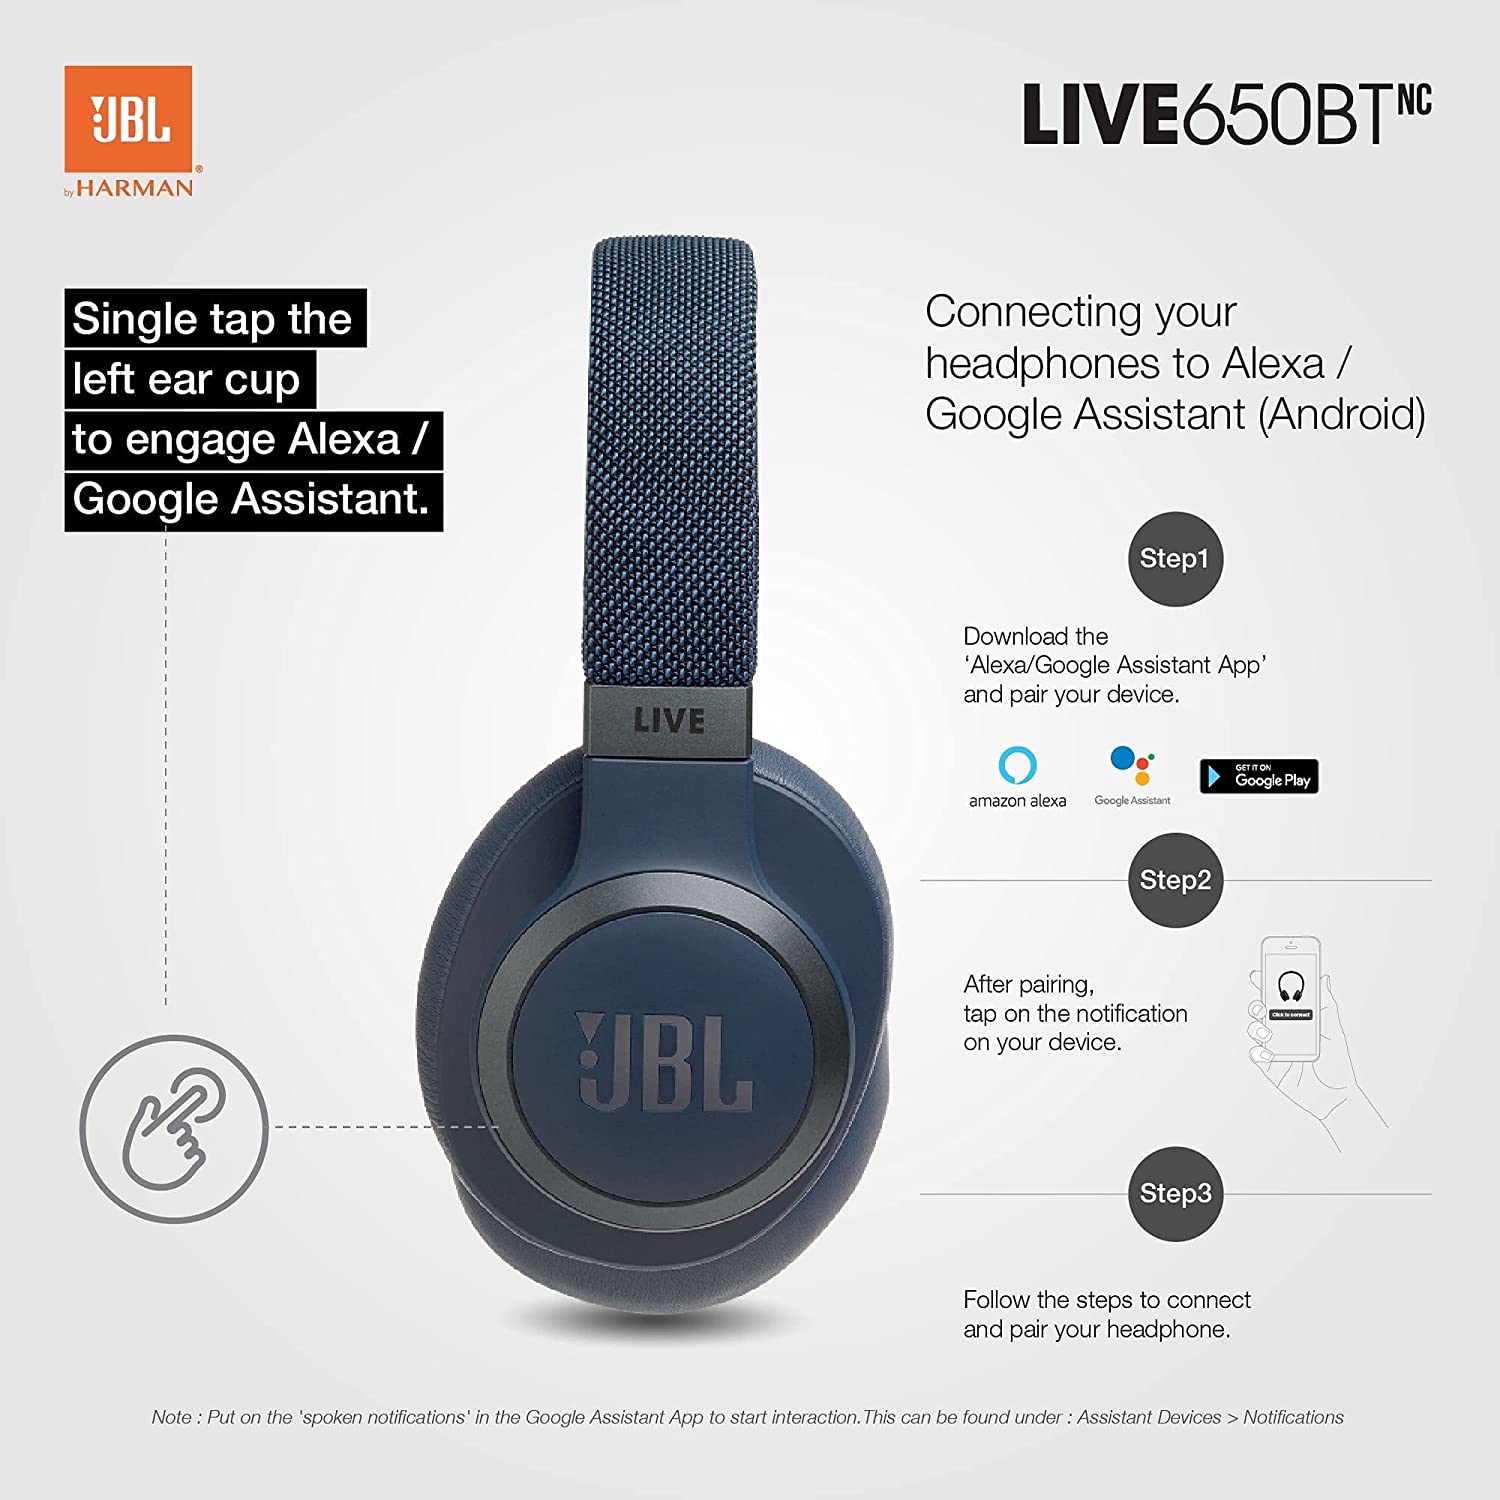 JBL
by HARMAN
LIVE650BTNC
Single tap the
left ear cup
to engage Alexa /
Google Assistant.
LIVE
JBL
Connecting your
headphones to Alexa /
Google Assistant (Android)
Step1
Download the
‘Alexa/Google Assistant App’
and pair your device.
amazon alexa
Google Assistant
GET IT ON
Google Play
Step2
After pairing,
tap on the notification
on your device.
Click to connect
Step3
Follow the steps to connect
and pair your headphone.
Note : Put on the 'spoken notifications' in the Google Assistant App to start interaction.This can be found under : Assistant Devices > Notifications